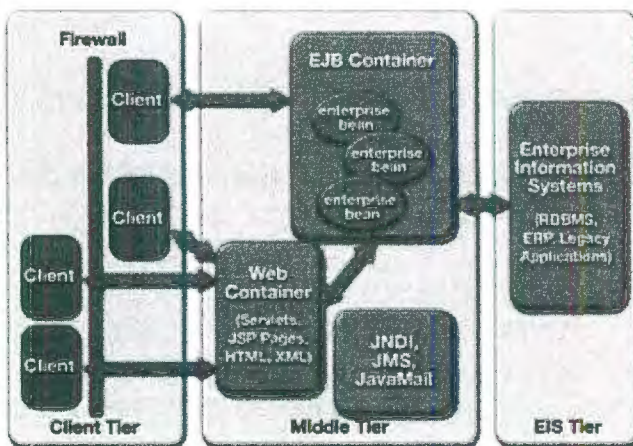 Firewall
Client
Client
Client
Client
Client Tier
EJB Container
enterprise
bean
enterprise
bean
enterprise
bean
Web
Container
(Servlets,
JSP Pages,
HTML, XML)
JNDI,
JMS,
JavaMail
Middle Tier
Enterprise
Information
Systems
(RDBMS,
ERP, Legacy
Applications)
EIS Tier